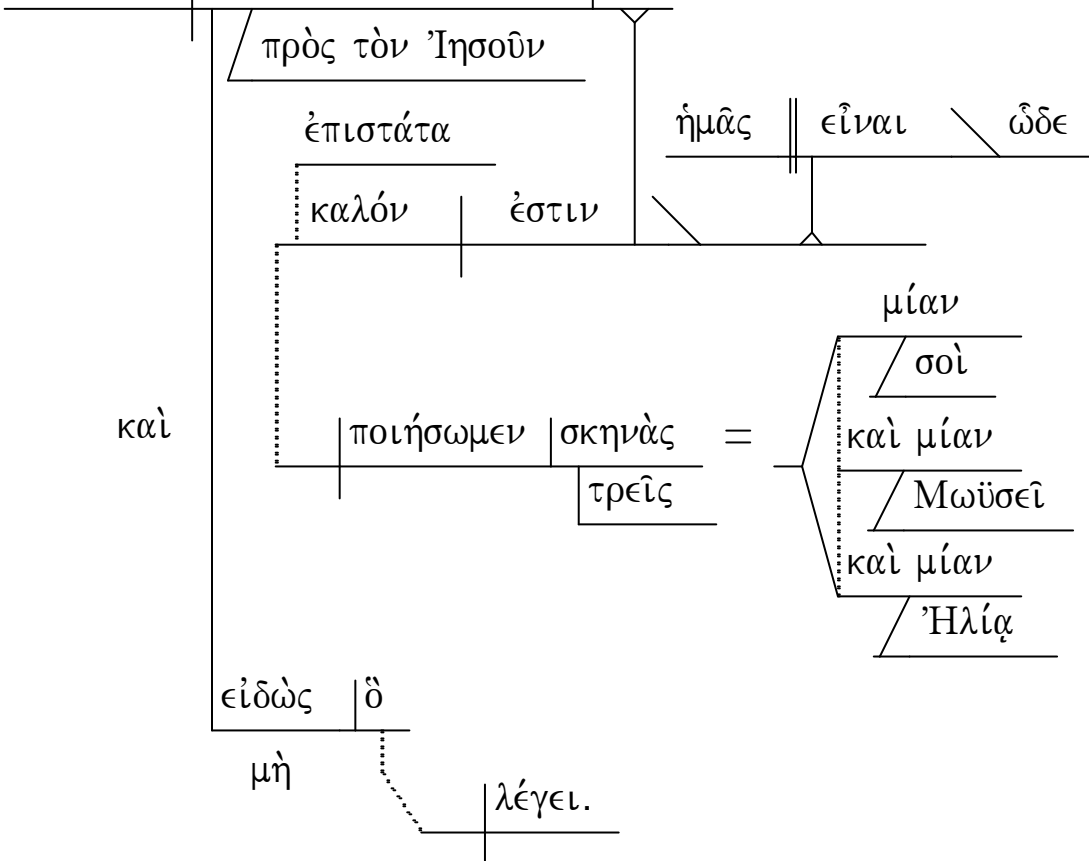 πρὸς τὸν Ἰησοῦν
ἐπιστάτα
ἡμᾶς εἶναι ὧδε
καλόν ἐστιν
μίαν
σοὶ
καὶ
ποιήσωμεν σκηνὰς =
καὶ μίαν
τρεῖς
Μωϋσεῖ
καὶ μίαν
Ἠλίᾳ
εἰδὼς ὃ
μὴ
λέγει.